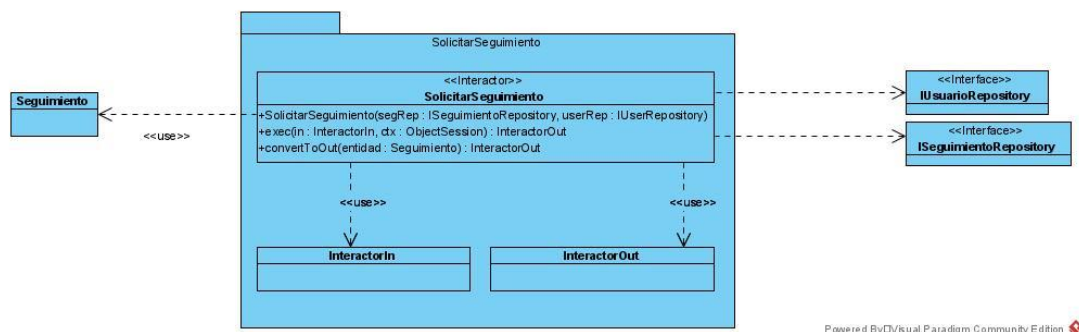 SolicitarSeguimiento
<<Interactor>>
SolicitarSeguimiento
+SolicitarSeguimiento(segRep : ISeguimientoRepository, userRep : IUserRepository)
+exec(in : InteractorIn, ctx : ObjectSession) : InteractorOut
+convertToOut(entidad : Seguimiento) : InteractorOut
Seguimiento
<<use>>
<<Interface>>
IUsuarioRepository
<<Interface>>
ISeguimientoRepository
<<use>>
<<use>>
InteractorIn
InteractorOut
Powered By Visual Paradigm Community Edition